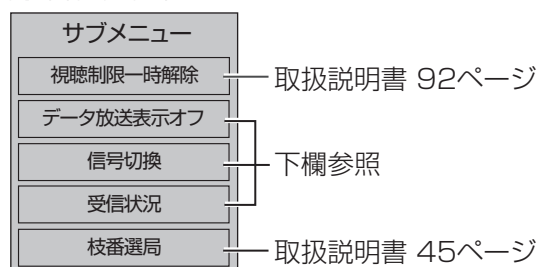 サブメニュー
視聴制限一時解除
取扱説明書 92ページ
データ放送表示オフ
信号切換
下欄参照
受信状況
枝番選局
取扱説明書 45ページ